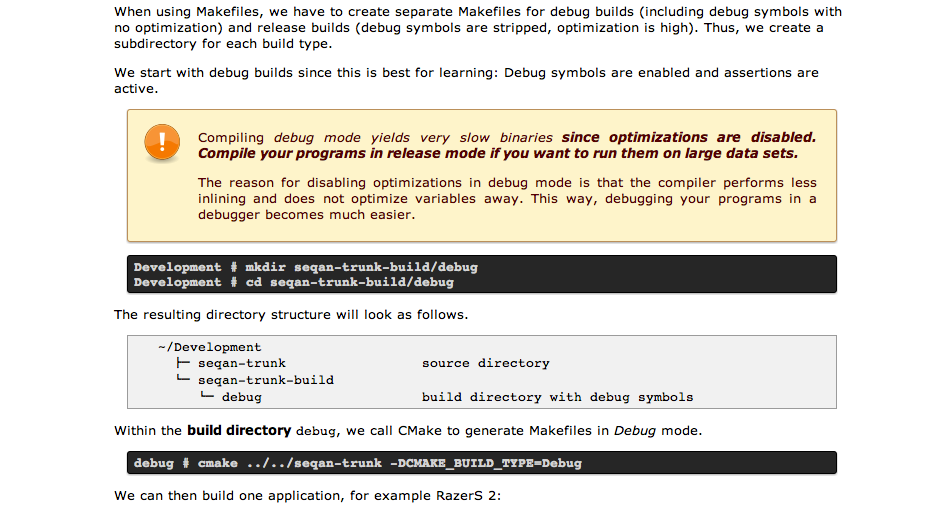 When using Makefiles, we have to create separate Makefiles for debug builds (including debug symbols with
no optimization) and release builds (debug symbols are stripped, optimization is high). Thus, we create a
subdirectory for each build type.
We start with debug builds since this is best for learning: Debug symbols are enabled and assertions are
active.
Compiling debug mode yields very slow binaries since optimizations are disabled.
Compile your programs in release mode if you want to run them on large data sets.
The reason for disabling optimizations in debug mode is that the compiler performs less
inlining and does not optimize variables away. This way, debugging your programs in a
debugger becomes much easier.
Development # mkdir seqan-trunk-build/debug
Development # cd seqan-trunk-build/debug
The resulting directory structure will look as follows.
~/Development
├─ seqan-trunk source directory
└─ seqan-trunk-build
└─ debug build directory with debug symbols
Within the build directory debug, we call CMake to generate Makefiles in Debug mode.
debug # cmake ../../seqan-trunk -DCMAKE_BUILD_TYPE=Debug
We can then build one application, for example RazerS 2: